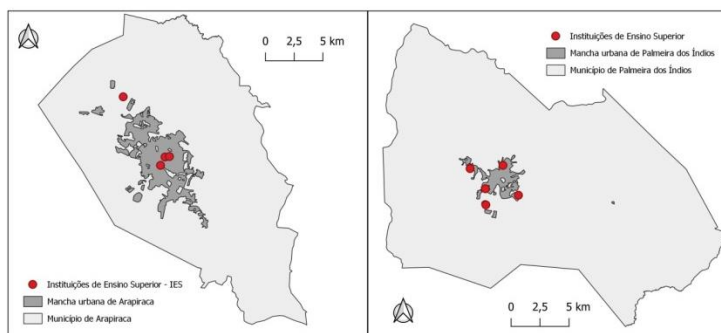 0 2,5 5 km
Instituições de Ensino Superior - IES
Mancha urbana de Arapiraca
Município de Arapiraca
Instituições de Ensino Superior
Mancha urbana de Palmeira dos Índios
Município de Palmeira dos Índios
0 2,5 5 km